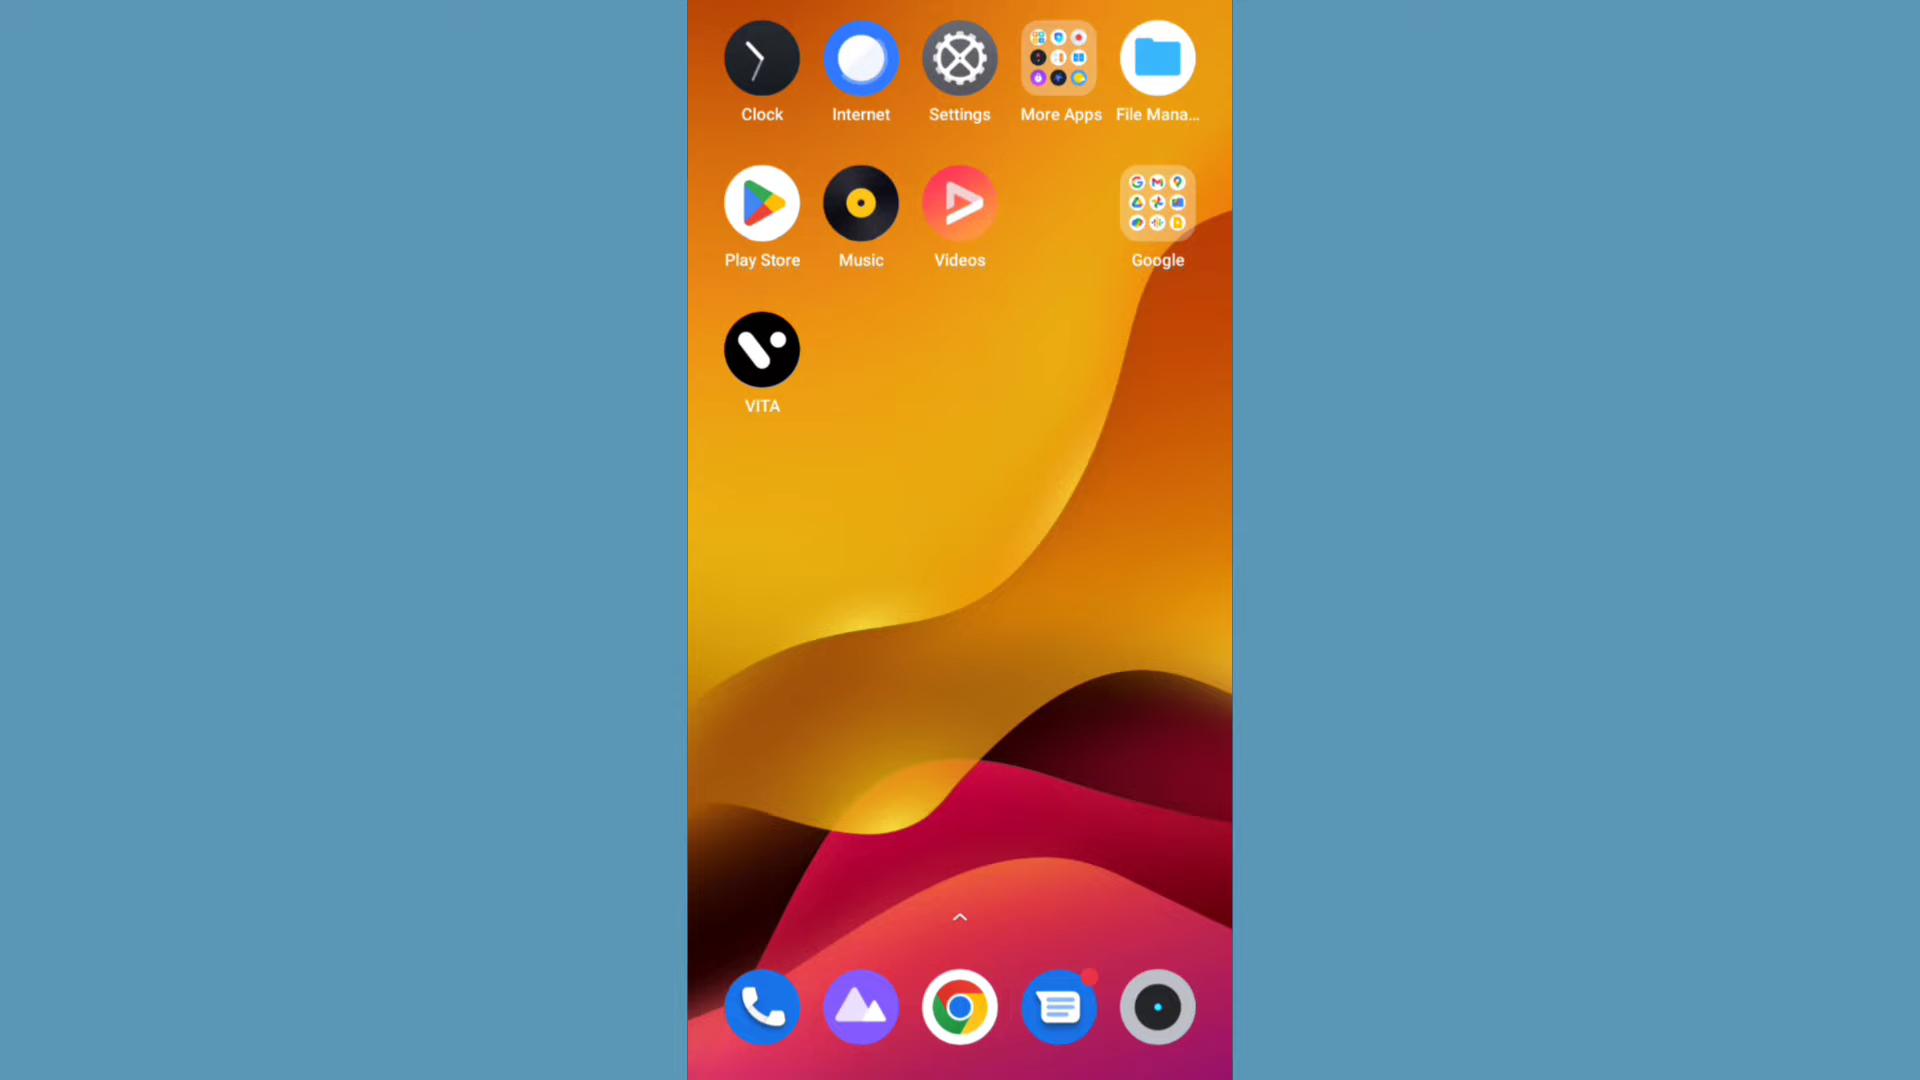 Clock
Internet
Settings
More Apps
File Mana...
Play Store
Music
Videos
Google
VITA